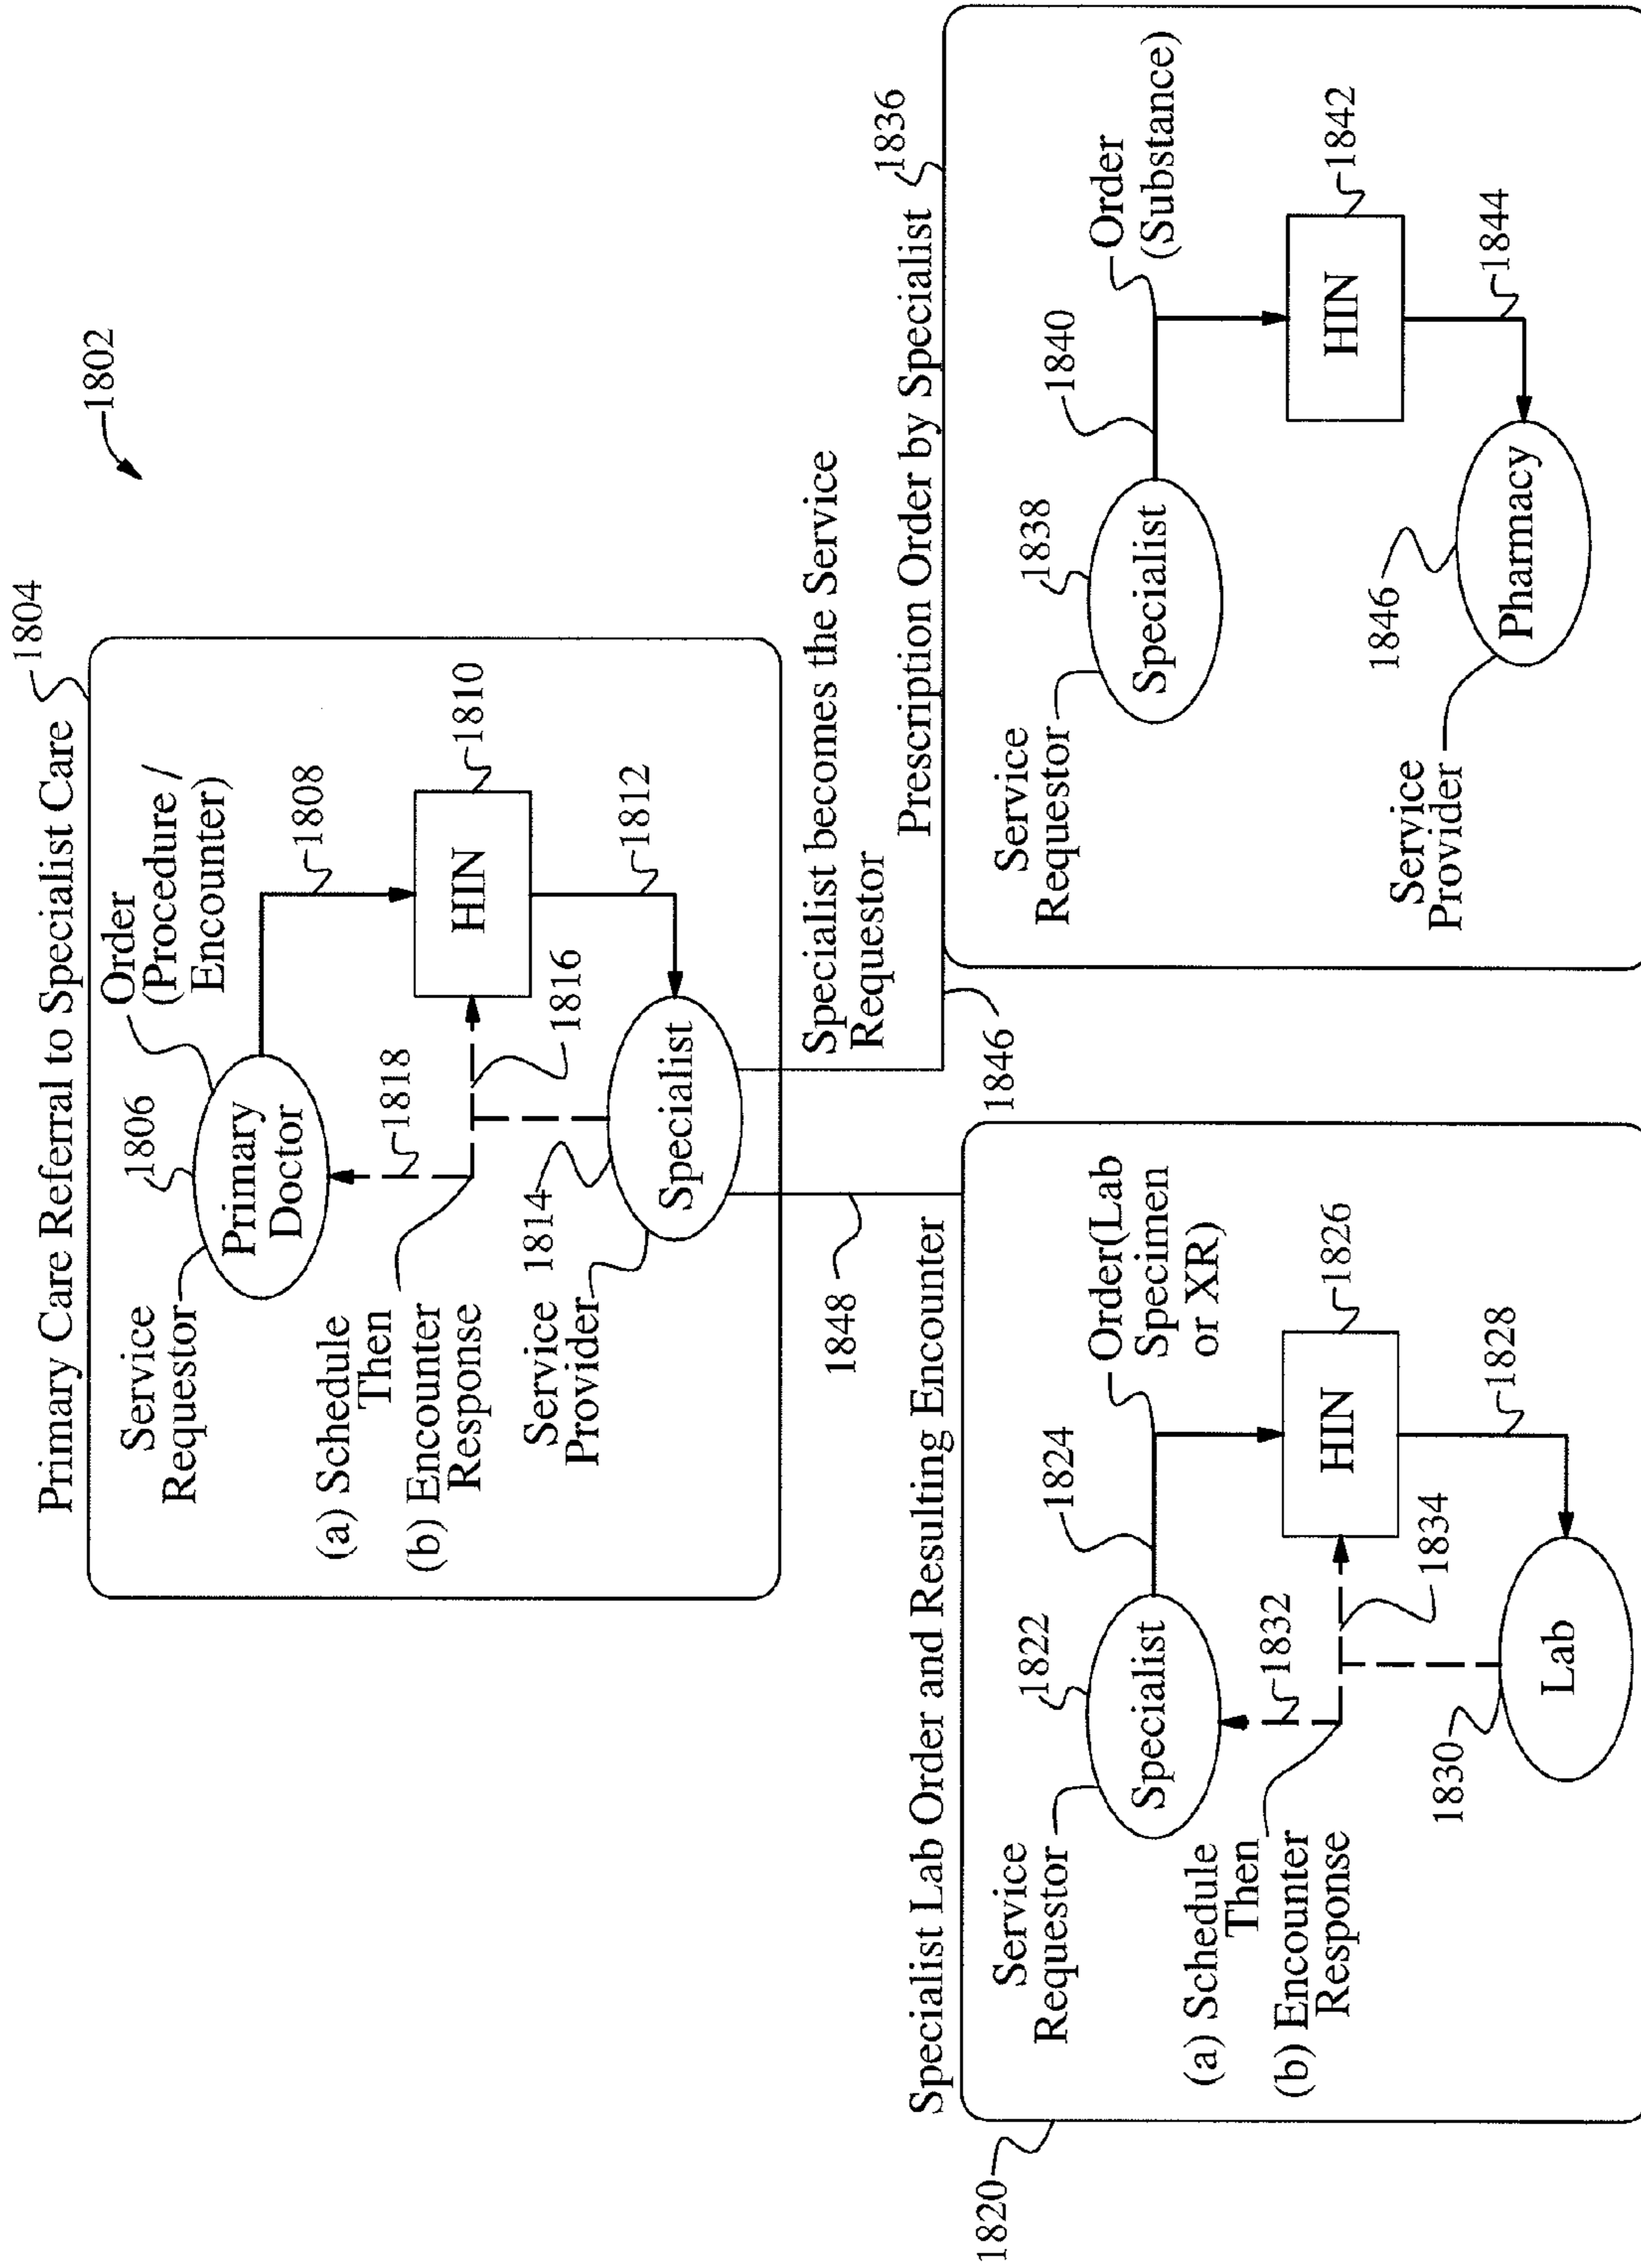 1802
Primary Care Referral to Specialist Care
1804
Service
Requestor
1806
Primary
Doctor
Order
(Procedure /
Encounter)
1808
(a) Schedule
Then
(b) Encounter
Response
1818
1816
HIN
1810
Service
Provider
1814
Specialist
1812
Specialist becomes the Service
Requestor
1848
1846
Specialist Lab Order and Resulting Encounter
1820
Service
Requestor
1822
Specialist
1824
Order(Lab
Specimen
or XR)
(a) Schedule
Then
(b) Encounter
Response
1832
1834
HIN
1826
1830
Lab
1828
Prescription Order by Specialist
1836
Service
Requestor
1838
Specialist
1840
Order
(Substance)
HIN
1842
Service
Provider
1846
Pharmacy
1844